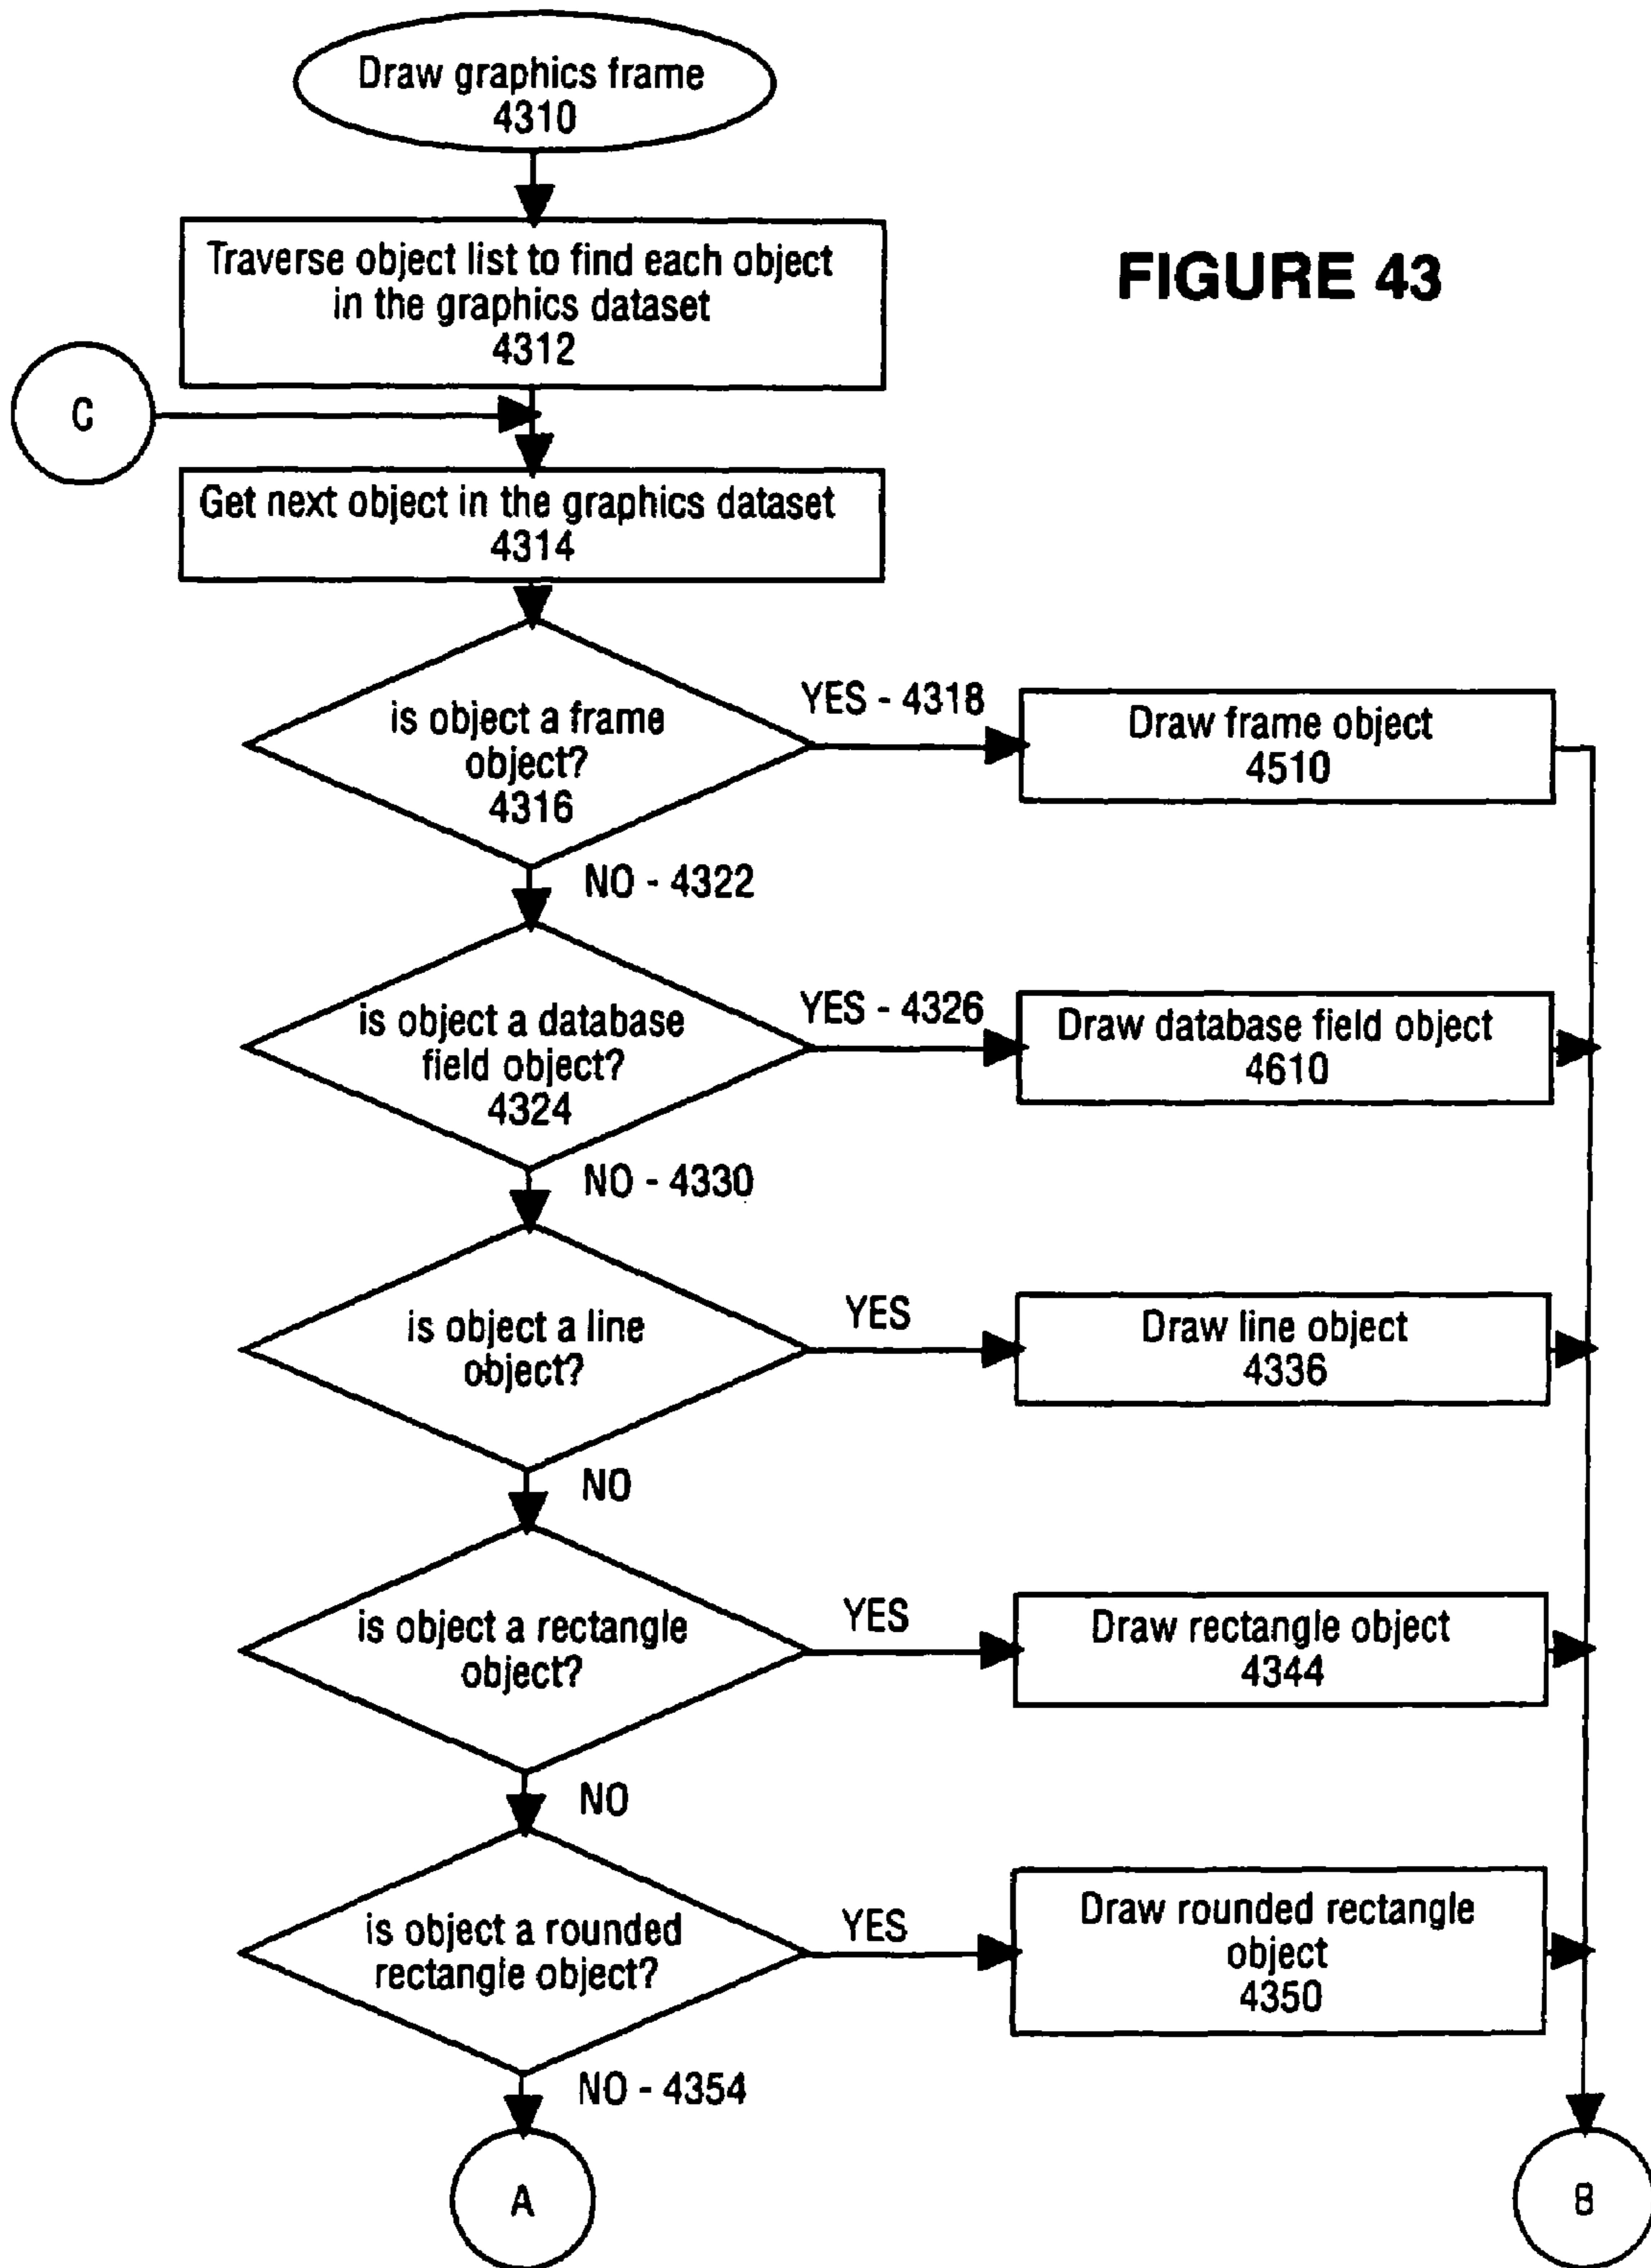 Draw graphics frame
4310
FIGURE 43
Traverse object list to find each object
in the graphics dataset
4312
C
Get next object in the graphics dataset
4314
is object a frame
object?
4316
YES - 4318
Draw frame object
4510
NO - 4322
is object a database
field object?
4324
YES - 4326
Draw database field object
4610
NO - 4330
is object a line
object?
YES
Draw line object
4336
NO
is object a rectangle
object?
YES
Draw rectangle object
4344
NO
is object a rounded
rectangle object?
YES
Draw rounded rectangle
object
4350
NO - 4354
A
B